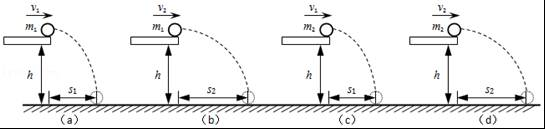 v₁ v₂ v₁ v₂
m₁ m₁ m₂ m₂
h h h h
s₁ s₂ s₁ s₂
(a) (b) (c) (d)